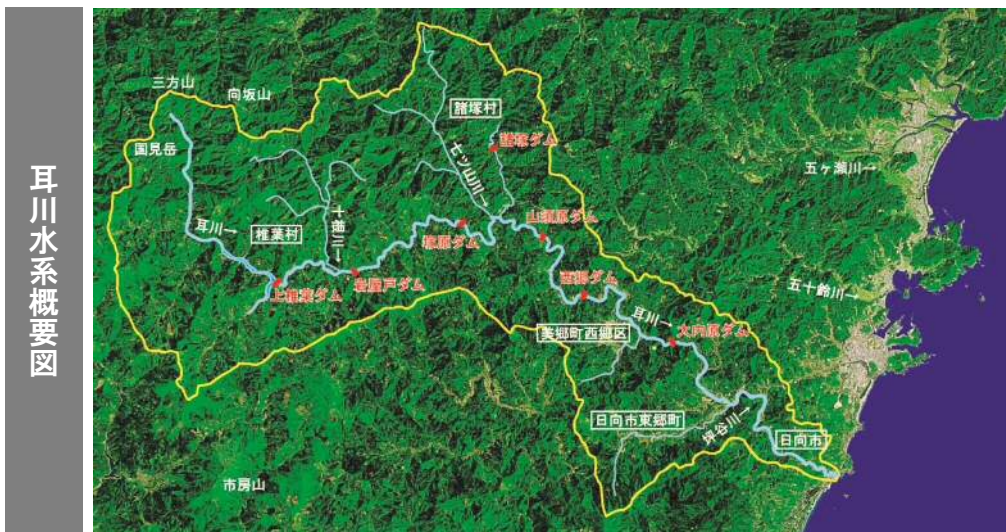 耳川水系概要図
三方山
向坂山
国見岳
諸塚村
諸塚ダム
七ツ山川→
五ヶ瀬川→
耳川→
椎葉村
十根川→
塚原ダム
山須原ダム
上椎葉ダム
岩屋戸ダム
西郷ダム
五十鈴川→
美郷町西郷区
耳川→
大内原ダム
日向市東郷町
坪谷川→
日向市
市房山